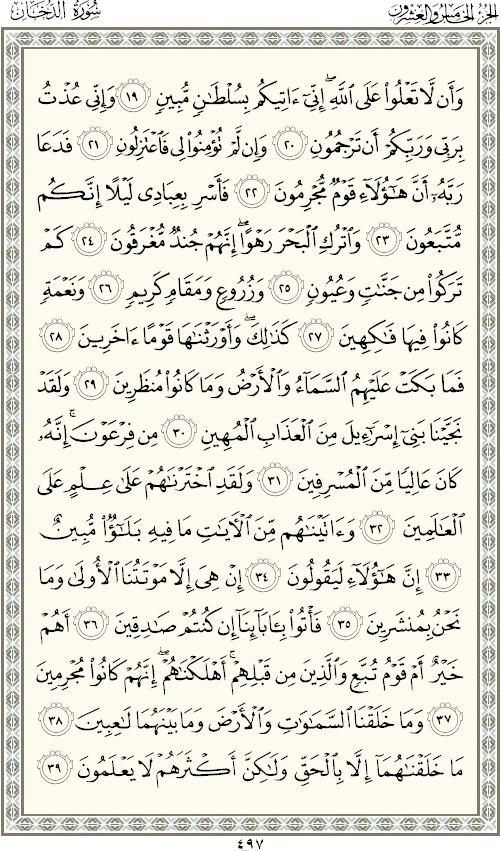 سُورَةُ الدُّخَانِ
الجُزْءُ الخَامِسُ وَالعِشْرُونَ
وَأَن لَّا تَعْلُوا۟ عَلَى ٱللَّهِ ۖ إِنِّىٓ ءَاتِيكُم بِسُلْطَـٰنٍ مُّبِينٍ ١٩ وَإِنِّى عُذْتُ
بِرَبِّى وَرَبِّكُمْ أَن تَرْجُمُونِ ٢٠ وَإِن لَّمْ تُؤْمِنُوا۟ لِى فَٱعْتَزِلُونِ ٢١ فَدَعَا
رَبَّهُۥٓ أَنَّ هَـٰٓؤُلَآءِ قَوْمٌ مُّجْرِمُونَ ٢٢ فَأَسْرِ بِعِبَادِى لَيْلًا إِنَّكُم
مُّتَّبَعُونَ ٢٣ وَٱتْرُكِ ٱلْبَحْرَ رَهْوًا ۖ إِنَّهُمْ جُندٌ مُّغْرَقُونَ ٢٤ كَمْ
تَرَكُوا۟ مِن جَنَّـٰتٍ وَعُيُونٍ ٢٥ وَزُرُوعٍ وَمَقَامٍ كَرِيمٍ ٢٦ وَنَعْمَةٍ
كَانُوا۟ فِيهَا فَـٰكِهِينَ ٢٧ كَذَٰلِكَ ۖ وَأَوْرَثْنَـٰهَا قَوْمًا ءَاخَرِينَ ٢٨
فَمَا بَكَتْ عَلَيْهِمُ ٱلسَّمَآءُ وَٱلْأَرْضُ وَمَا كَانُوا۟ مُنظَرِينَ ٢٩ وَلَقَدْ
نَجَّيْنَا بَنِىٓ إِسْرَٰٓءِيلَ مِنَ ٱلْعَذَابِ ٱلْمُهِينِ ٣٠ مِن فِرْعَوْنَ ۚ إِنَّهُۥ
كَانَ عَالِيًا مِّنَ ٱلْمُسْرِفِينَ ٣١ وَلَقَدِ ٱخْتَرْنَـٰهُمْ عَلَىٰ عِلْمٍ عَلَى
ٱلْعَـٰلَمِينَ ٣٢ وَءَاتَيْنَـٰهُم مِّنَ ٱلْـَٔايَـٰتِ مَا فِيهِ بَلَـٰٓؤٌا۟ مُّبِينٌ
٣٣ إِنَّ هَـٰٓؤُلَآءِ لَيَقُولُونَ ٣٤ إِنْ هِىَ إِلَّا مَوْتَتُنَا ٱلْأُولَىٰ وَمَا
نَحْنُ بِمُنشَرِينَ ٣٥ فَأْتُوا۟ بِـَٔابَآئِنَآ إِن كُنتُمْ صَـٰدِقِينَ ٣٦ أَهُمْ
خَيْرٌ أَمْ قَوْمُ تُبَّعٍ وَٱلَّذِينَ مِن قَبْلِهِمْ ۚ أَهْلَكْنَـٰهُمْ ۖ إِنَّهُمْ كَانُوا۟ مُجْرِمِينَ
٣٧ وَمَا خَلَقْنَا ٱلسَّمَـٰوَٰتِ وَٱلْأَرْضَ وَمَا بَيْنَهُمَا لَـٰعِبِينَ ٣٨
مَا خَلَقْنَـٰهُمَآ إِلَّا بِٱلْحَقِّ وَلَـٰكِنَّ أَكْثَرَهُمْ لَا يَعْلَمُونَ ٣٩
٤٩٧